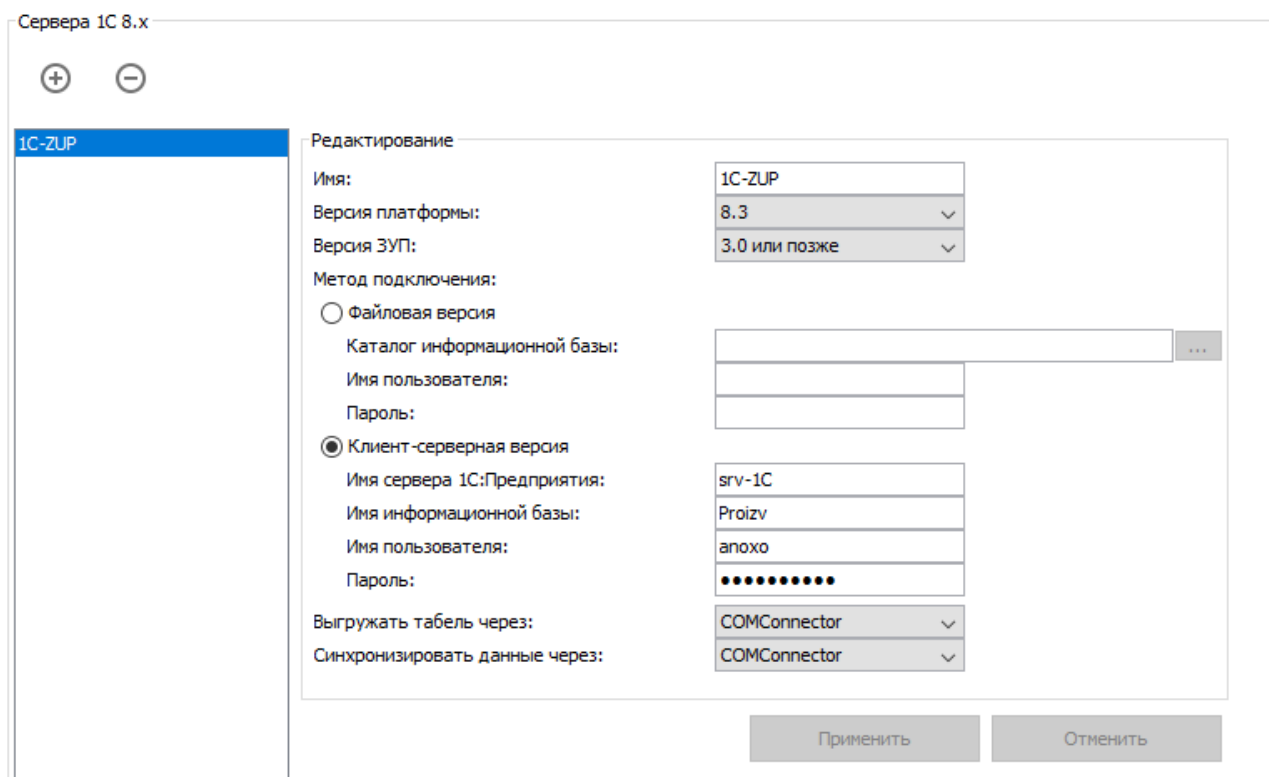 Сервера 1С 8.x
1C-ZUP
Редактирование
Имя: 1C-ZUP
Версия платформы: 8.3
Версия ЗУП: 3.0 или позже
Метод подключения:
Файловая версия
Каталог информационной базы: ...
Имя пользователя:
Пароль:
Клиент-серверная версия
Имя сервера 1С:Предприятия: srv-1C
Имя информационной базы: Proizv
Имя пользователя: anoxo
Пароль: ●●●●●●●●●●
Выгружать табель через: COMConnector
Синхронизировать данные через: COMConnector
Применить Отменить